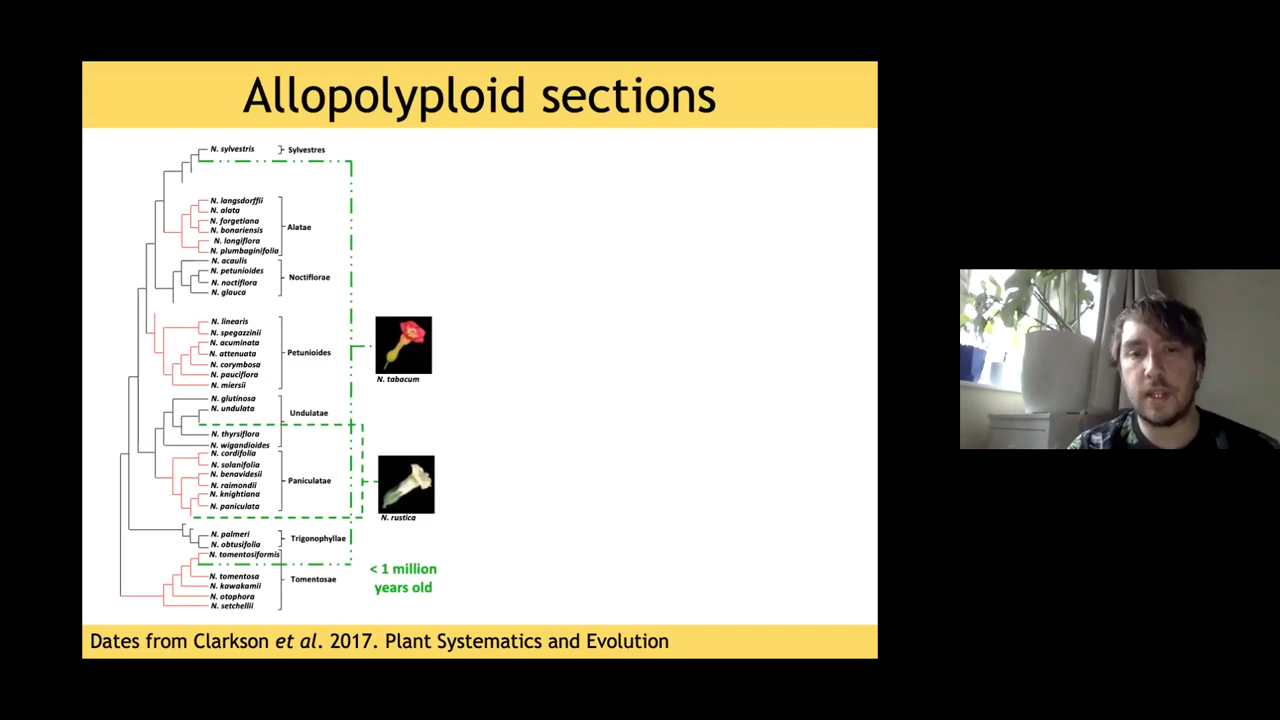 Allopolyploid sections
N. sylvestris
Sylvestres
N. langsdorffii
N. alata
N. forgetiana
N. bonariensis
Alatae
N. longiflora
N. plumbaginifolia
N. acaulis
N. petunioides
Noctiflorae
N. noctiflora
N. glauca
N. linearis
N. spegazzinii
N. acuminata
N. attenuata
Petunioides
N. corymbosa
N. pauciflora
N. miersii
N. tabacum
N. glutinosa
N. undulata
Undulatae
N. thyrsiflora
N. wigandioides
N. cordifolia
N. solanifolia
N. benavidesii
Paniculatae
N. raimondii
N. knightiana
N. paniculata
N. rustica
N. palmeri
Trigonophyllae
N. obtusifolia
N. tomentosiformis
N. tomentosa
Tomentosae
N. kawakamii
N. otophora
N. setchellii
< 1 million
years old
Dates from Clarkson et al. 2017. Plant Systematics and Evolution